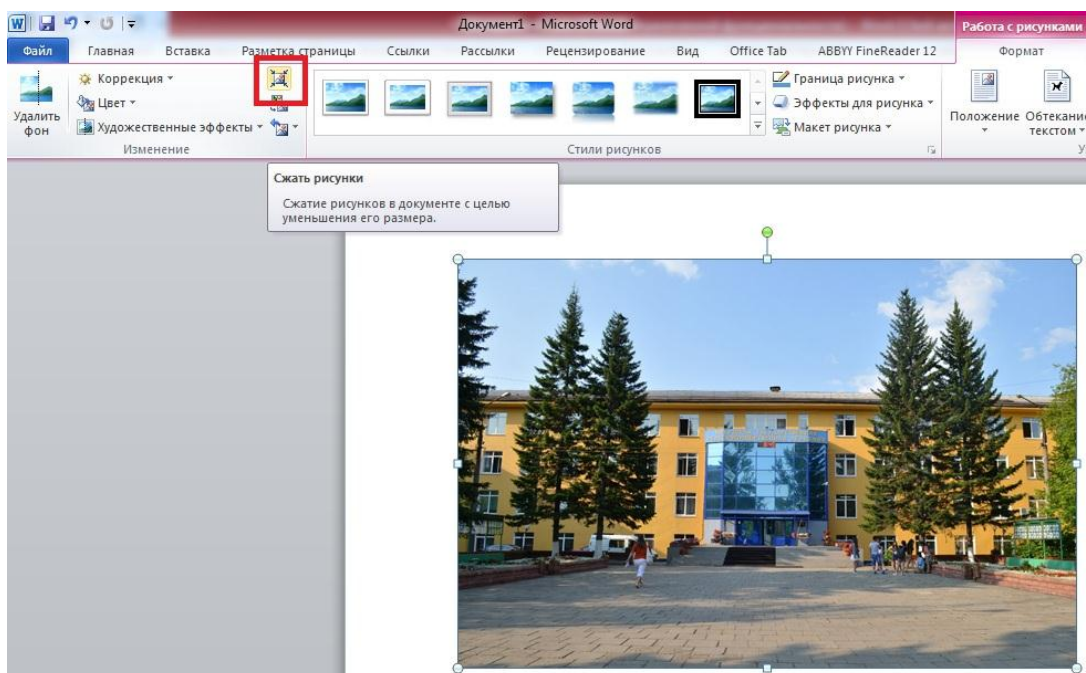 Документ1 - Microsoft Word
Работа с рисунками
Файл Главная Вставка Разметка страницы Ссылки Рассылки Рецензирование Вид Office Tab ABBYY FineReader 12 Формат
Удалить фон
Коррекция
Цвет
Художественные эффекты
Изменение
Граница рисунка
Эффекты для рисунка
Макет рисунка
Стили рисунков
Положение
Обтекание
текстом
У
Сжать рисунки
Сжатие рисунков в документе с целью
уменьшения его размера.